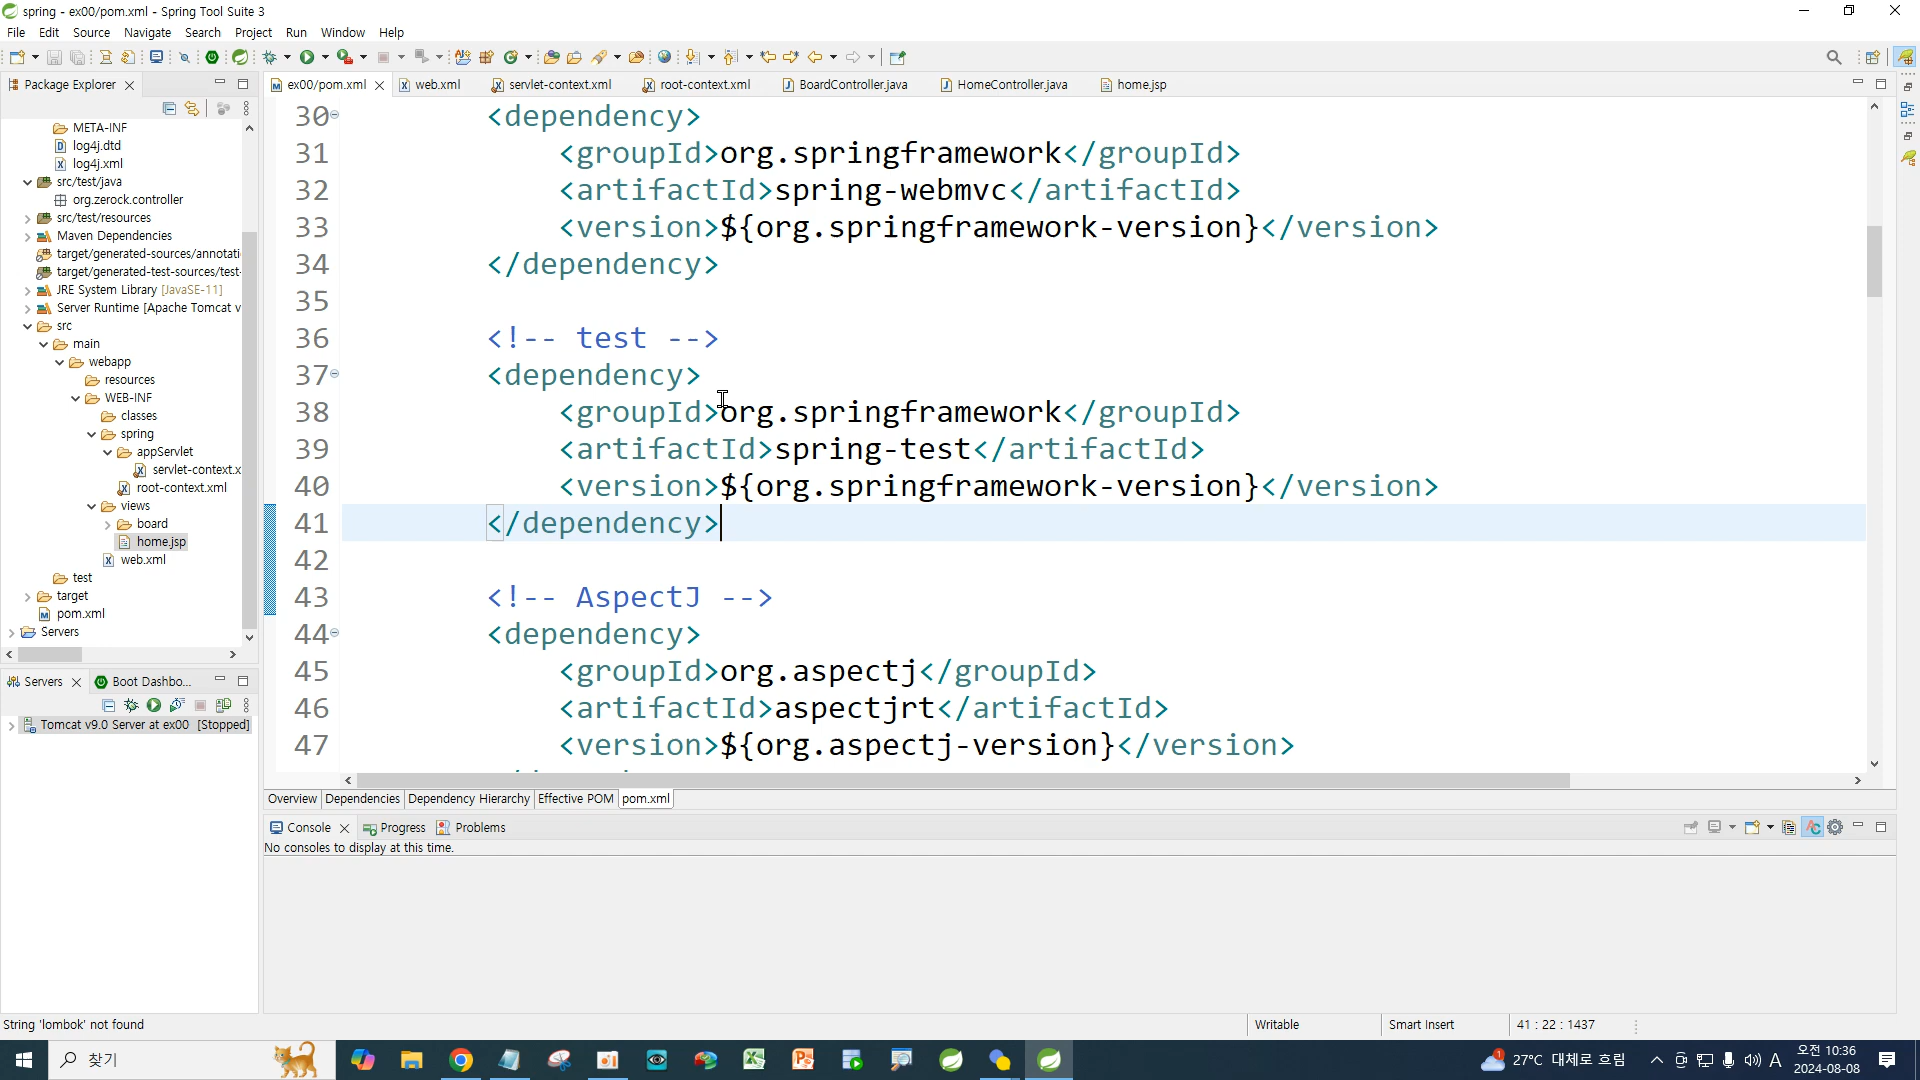 spring - ex00/pom.xml - Spring Tool Suite 3
File Edit Source Navigate Search Project Run Window Help
Package Explorer
META-INF
log4j.dtd
log4j.xml
src/test/java
org.zerock.controller
src/test/resources
Maven Dependencies
target/generated-sources/annotati
target/generated-test-sources/test-
JRE System Library [JavaSE-11]
Server Runtime [Apache Tomcat v
src
main
webapp
resources
WEB-INF
classes
spring
appServlet
servlet-context.x
root-context.xml
views
board
home.jsp
web.xml
test
target
pom.xml
Servers
Servers Boot Dashbo...
Tomcat v9.0 Server at ex00 [Stopped]
ex00/pom.xml web.xml servlet-context.xml root-context.xml BoardController.java HomeController.java home.jsp
30 <dependency>
31 <groupId>org.springframework</groupId>
32 <artifactId>spring-webmvc</artifactId>
33 <version>${org.springframework-version}</version>
34 </dependency>
35
36 <!-- test -->
37 <dependency>
38 <groupId>org.springframework</groupId>
39 <artifactId>spring-test</artifactId>
40 <version>${org.springframework-version}</version>
41 </dependency>
42
43 <!-- AspectJ -->
44 <dependency>
45 <groupId>org.aspectj</groupId>
46 <artifactId>aspectjrt</artifactId>
47 <version>${org.aspectj-version}</version>
Overview Dependencies Dependency Hierarchy Effective POM pom.xml
Console Progress Problems
No consoles to display at this time.
String 'lombok' not found
Writable Smart Insert 41 : 22 : 1437
찾기
27°C 대체로 흐림
A
오전 10:36
2024-08-08